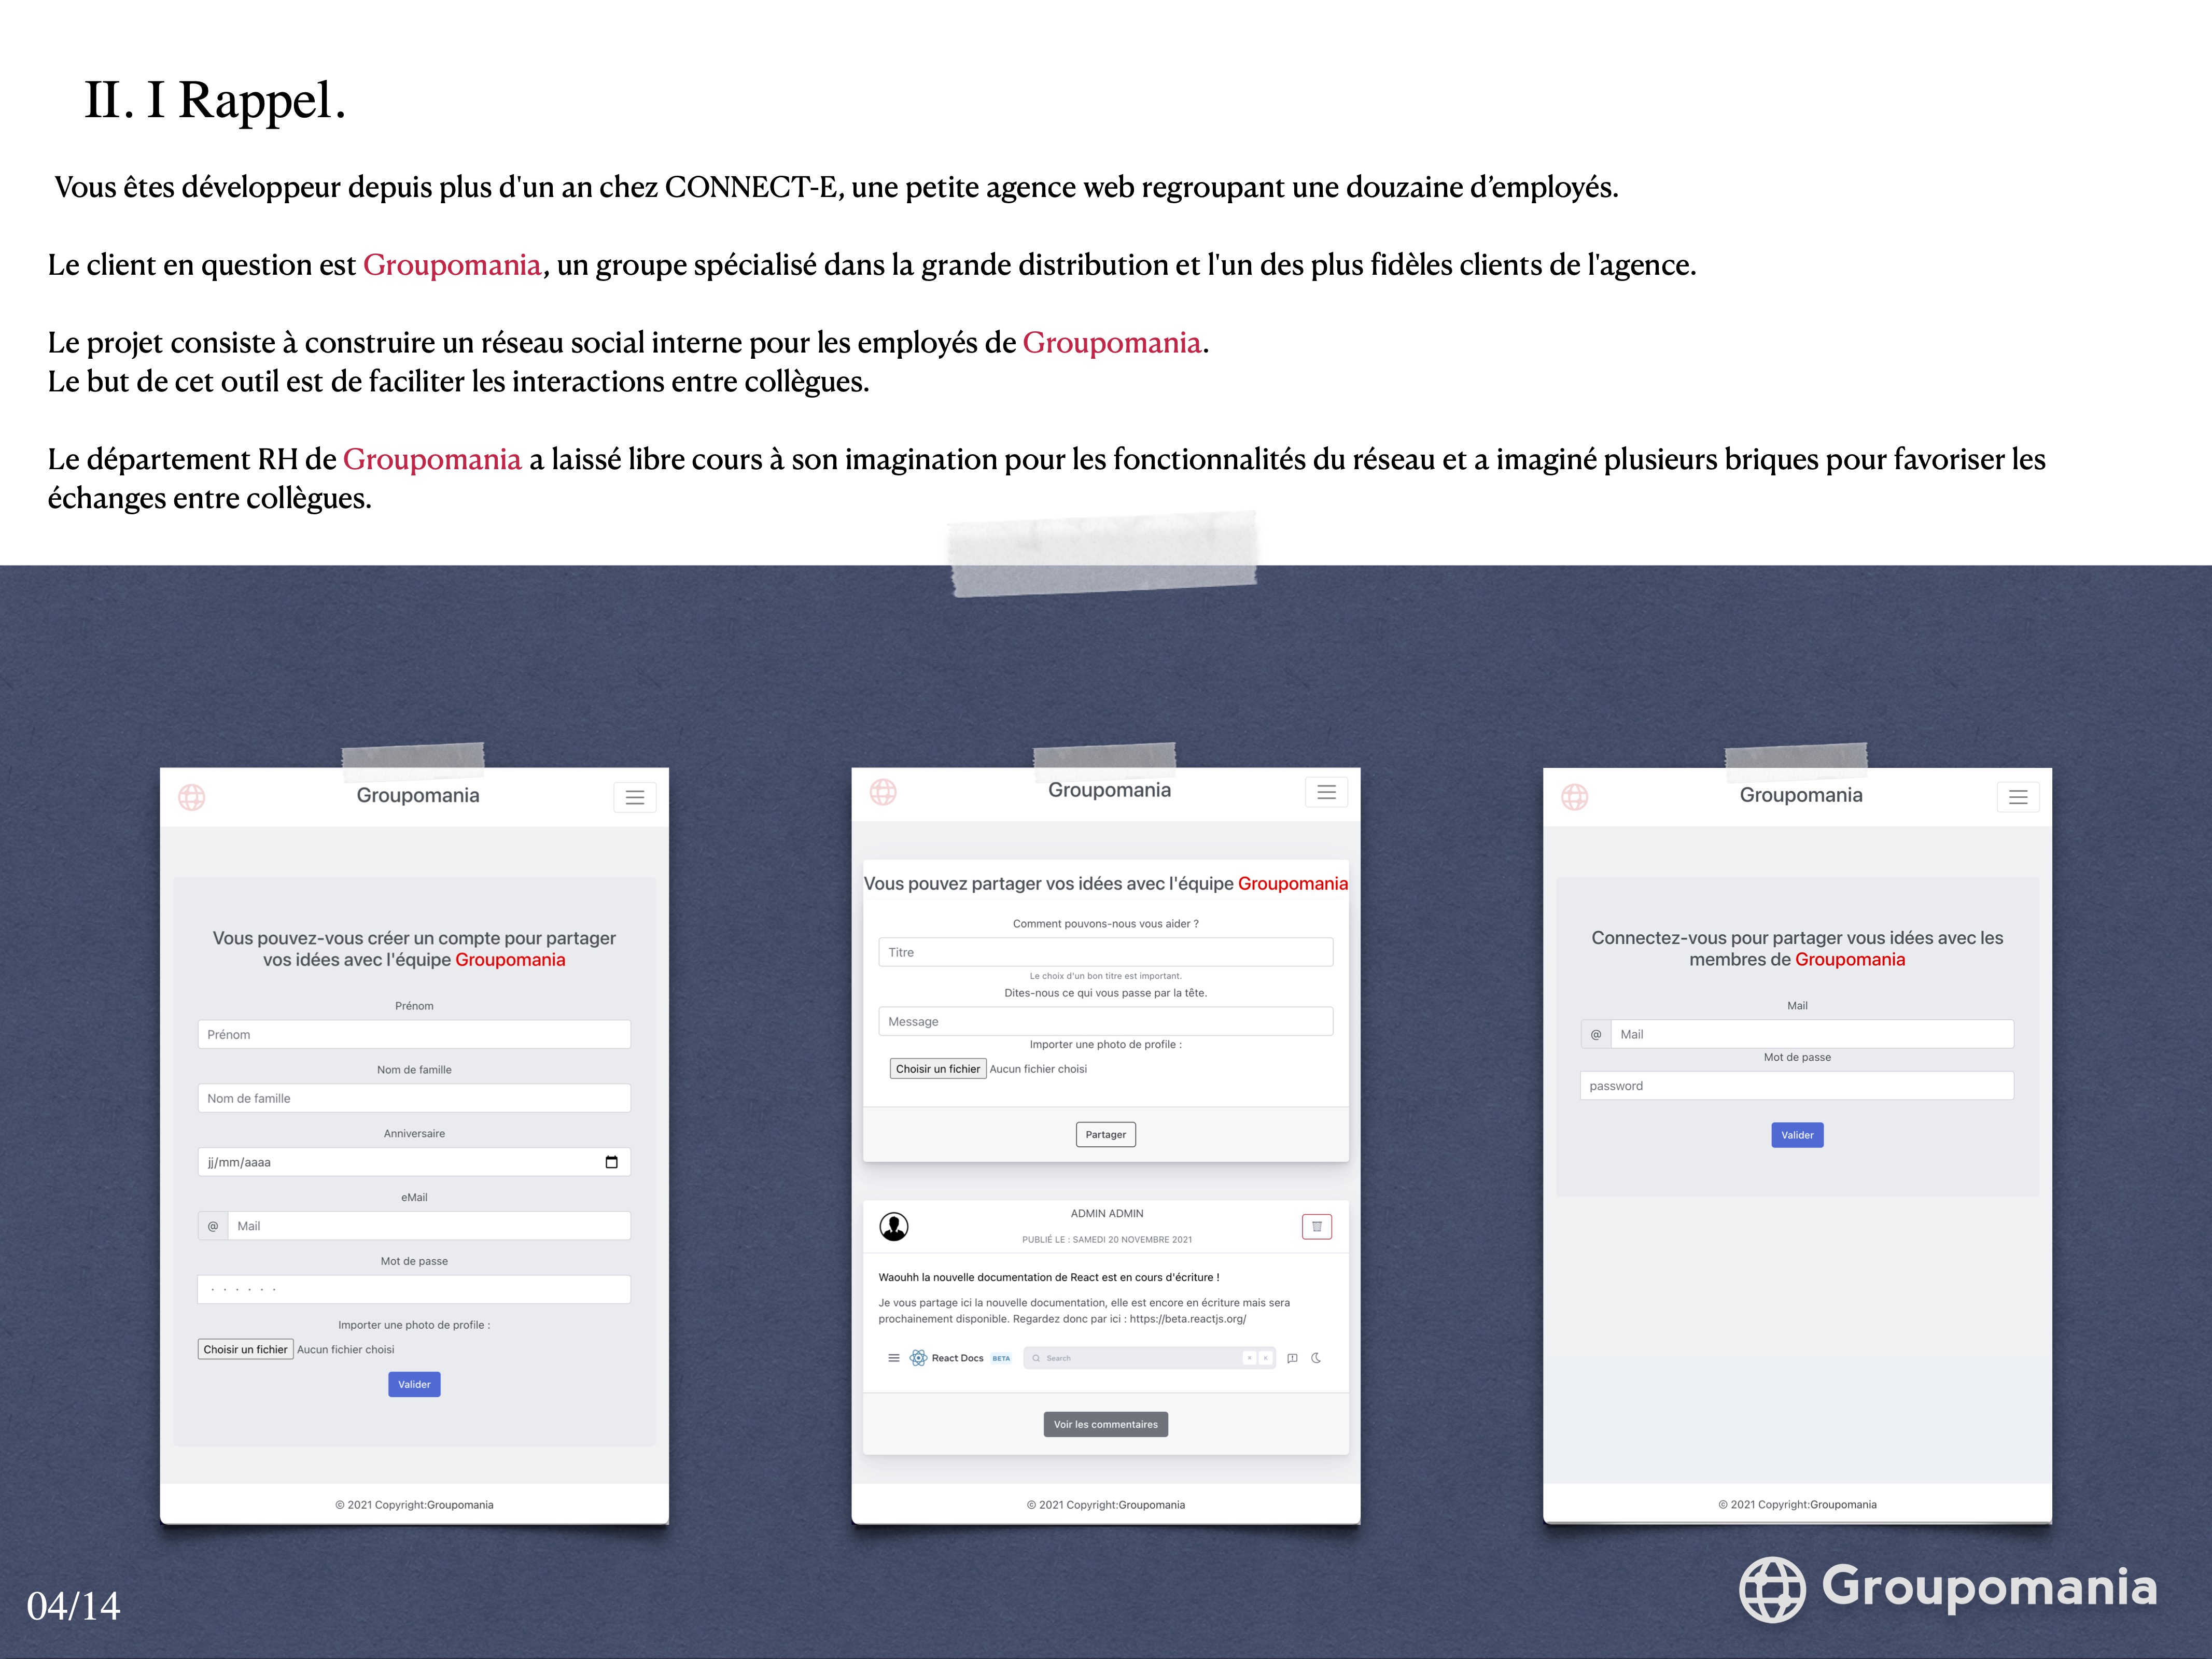 II. I Rappel.
Vous êtes développeur depuis plus d'un an chez CONNECT-E, une petite agence web regroupant une douzaine d’employés.
Le client en question est Groupomania, un groupe spécialisé dans la grande distribution et l'un des plus fidèles clients de l'agence.
Le projet consiste à construire un réseau social interne pour les employés de Groupomania.
Le but de cet outil est de faciliter les interactions entre collègues.
Le département RH de Groupomania a laissé libre cours à son imagination pour les fonctionnalités du réseau et a imaginé plusieurs briques pour favoriser les
échanges entre collègues.
Groupomania
Vous pouvez-vous créer un compte pour partager
vos idées avec l'équipe Groupomania
Prénom
Prénom
Nom de famille
Nom de famille
Anniversaire
jj/mm/aaaa
eMail
@ Mail
Mot de passe
· · · · · ·
Importer une photo de profile :
Choisir un fichier Aucun fichier choisi
Valider
© 2021 Copyright:Groupomania
Groupomania
Vous pouvez partager vos idées avec l'équipe Groupomania
Comment pouvons-nous vous aider ?
Titre
Le choix d'un bon titre est important.
Dites-nous ce qui vous passe par la tête.
Message
Importer une photo de profile :
Choisir un fichier Aucun fichier choisi
Partager
ADMIN ADMIN
PUBLIÉ LE : SAMEDI 20 NOVEMBRE 2021
Waouhh la nouvelle documentation de React est en cours d'écriture !
Je vous partage ici la nouvelle documentation, elle est encore en écriture mais sera
prochainement disponible. Regardez donc par ici : https://beta.reactjs.org/
React Docs BETA Search
Voir les commentaires
© 2021 Copyright:Groupomania
Groupomania
Connectez-vous pour partager vous idées avec les
membres de Groupomania
Mail
@ Mail
Mot de passe
password
Valider
© 2021 Copyright:Groupomania
04/14
Groupomania